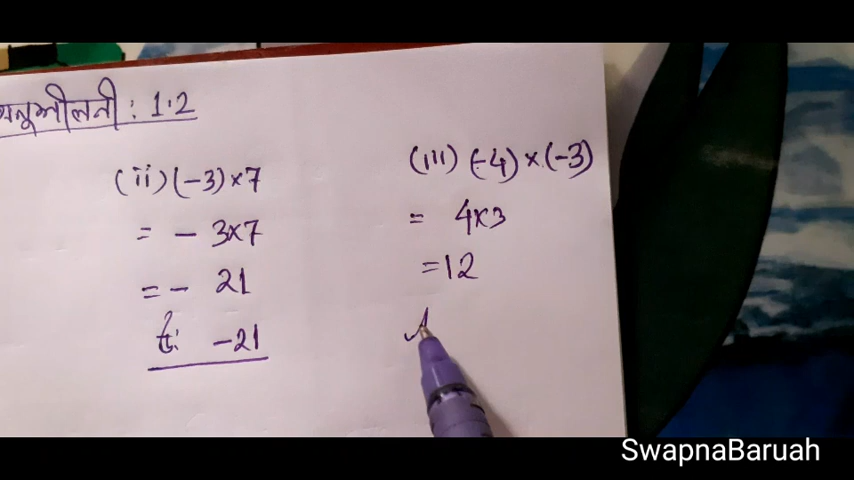 অনুশীলনী : 1.2
(ii) (-3) × 7
= - 3×7
= - 21
উ: -21
(iii) (-4) × (-3)
= 4×3
= 12
SwapnaBaruah